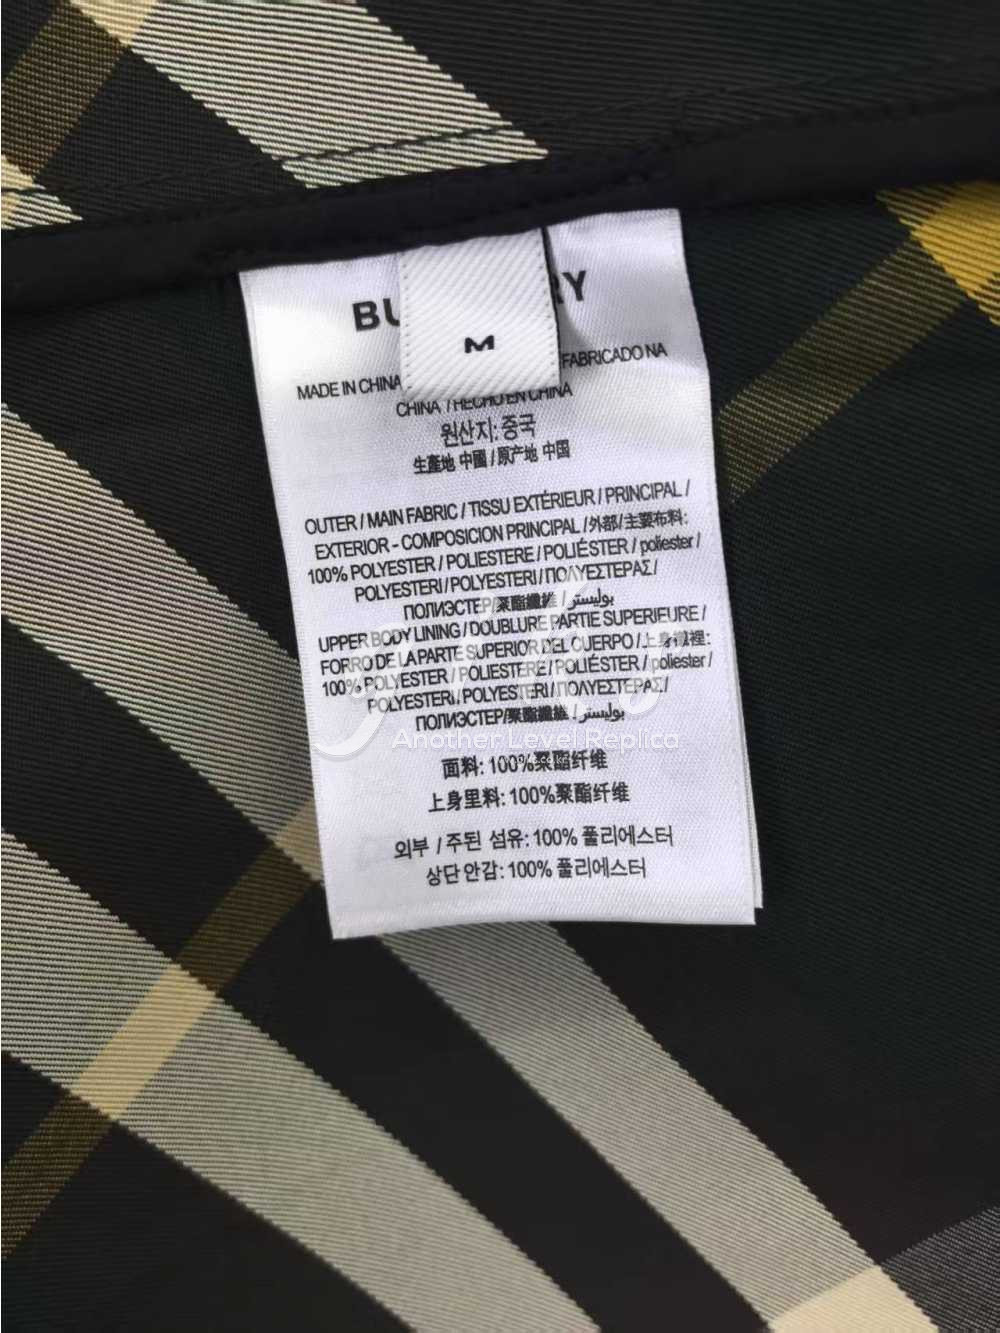 M
MADE IN CHINA
FABRICADO NA
CHINA / HECHO EN CHINA
원산지: 중국
生產地 中國 / 原产地 中国
OUTER / MAIN FABRIC / TISSU EXTÉRIEUR / PRINCIPAL /
EXTERIOR - COMPOSICION PRINCIPAL / 外部/主要布料:
100% POLYESTER / POLIESTERE / POLIÉSTER / poliester /
POLYESTERI / POLYESTERI / ΠΟΛΥΕΣΤΕΡΑΣ /
ПОЛИЭСТЕР/聚酯纖維 / بوليستر
UPPER BODY LINING / DOUBLURE PARTIE SUPERIEURE /
FORRO DE LA PARTE SUPERIOR DEL CUERPO / 上身襯裡:
100% POLYESTER / POLIESTERE / POLIÉSTER / poliester /
POLYESTERI / POLYESTERI / ΠΟΛΥΕΣΤΕΡΑΣ /
ПОЛИЭСТЕР/聚酯纖維 / بوليستر
Another Level Replica
面料: 100%聚酯纤维
上身里料: 100%聚酯纤维
외부 / 주된 섬유: 100% 폴리에스터
상단 안감: 100% 폴리에스터